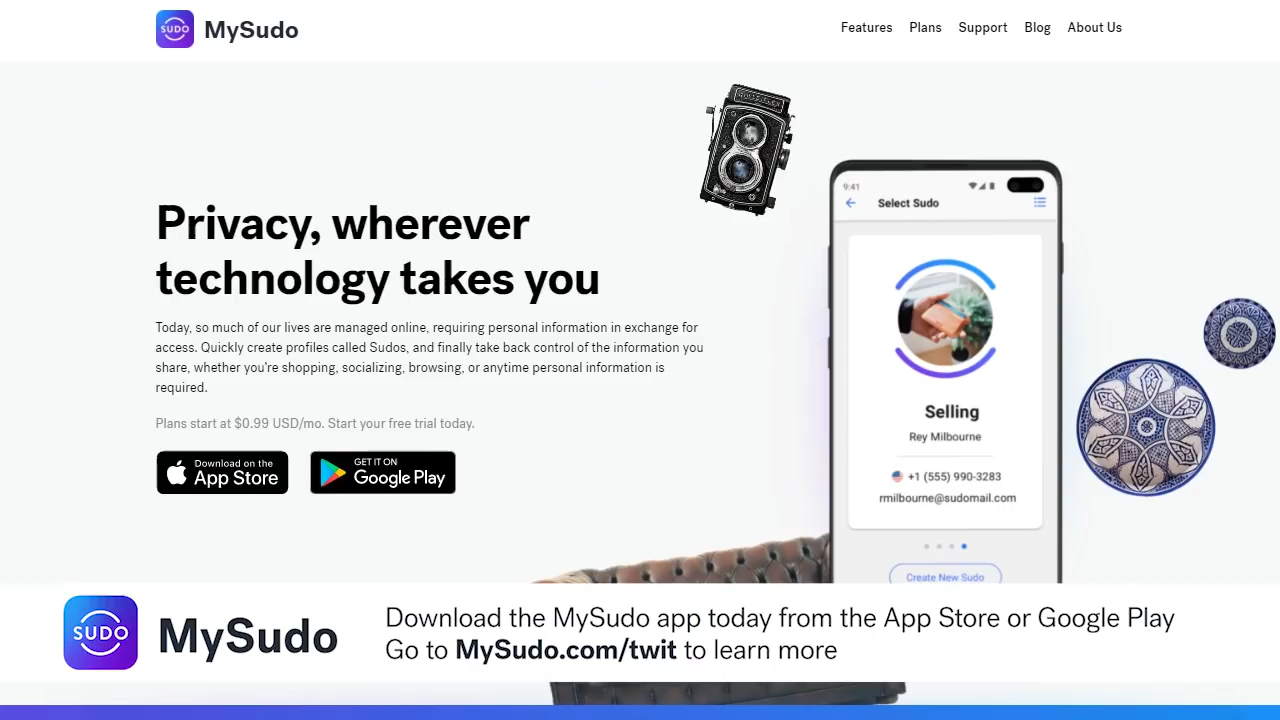 SUDO
MySudo
Features
Plans
Support
Blog
About Us
ROLLEIFLEX
Privacy, wherever
technology takes you
Today, so much of our lives are managed online, requiring personal information in exchange for
access. Quickly create profiles called Sudos, and finally take back control of the information you
share, whether you're shopping, socializing, browsing, or anytime personal information is
required.
Plans start at $0.99 USD/mo. Start your free trial today.
Download on the
App Store
GET IT ON
Google Play
9:41
Select Sudo
Selling
Rey Milbourne
+1 (555) 990-3283
rmilbourne@sudomail.com
Create New Sudo
SUDO
MySudo
Download the MySudo app today from the App Store or Google Play
Go to MySudo.com/twit to learn more